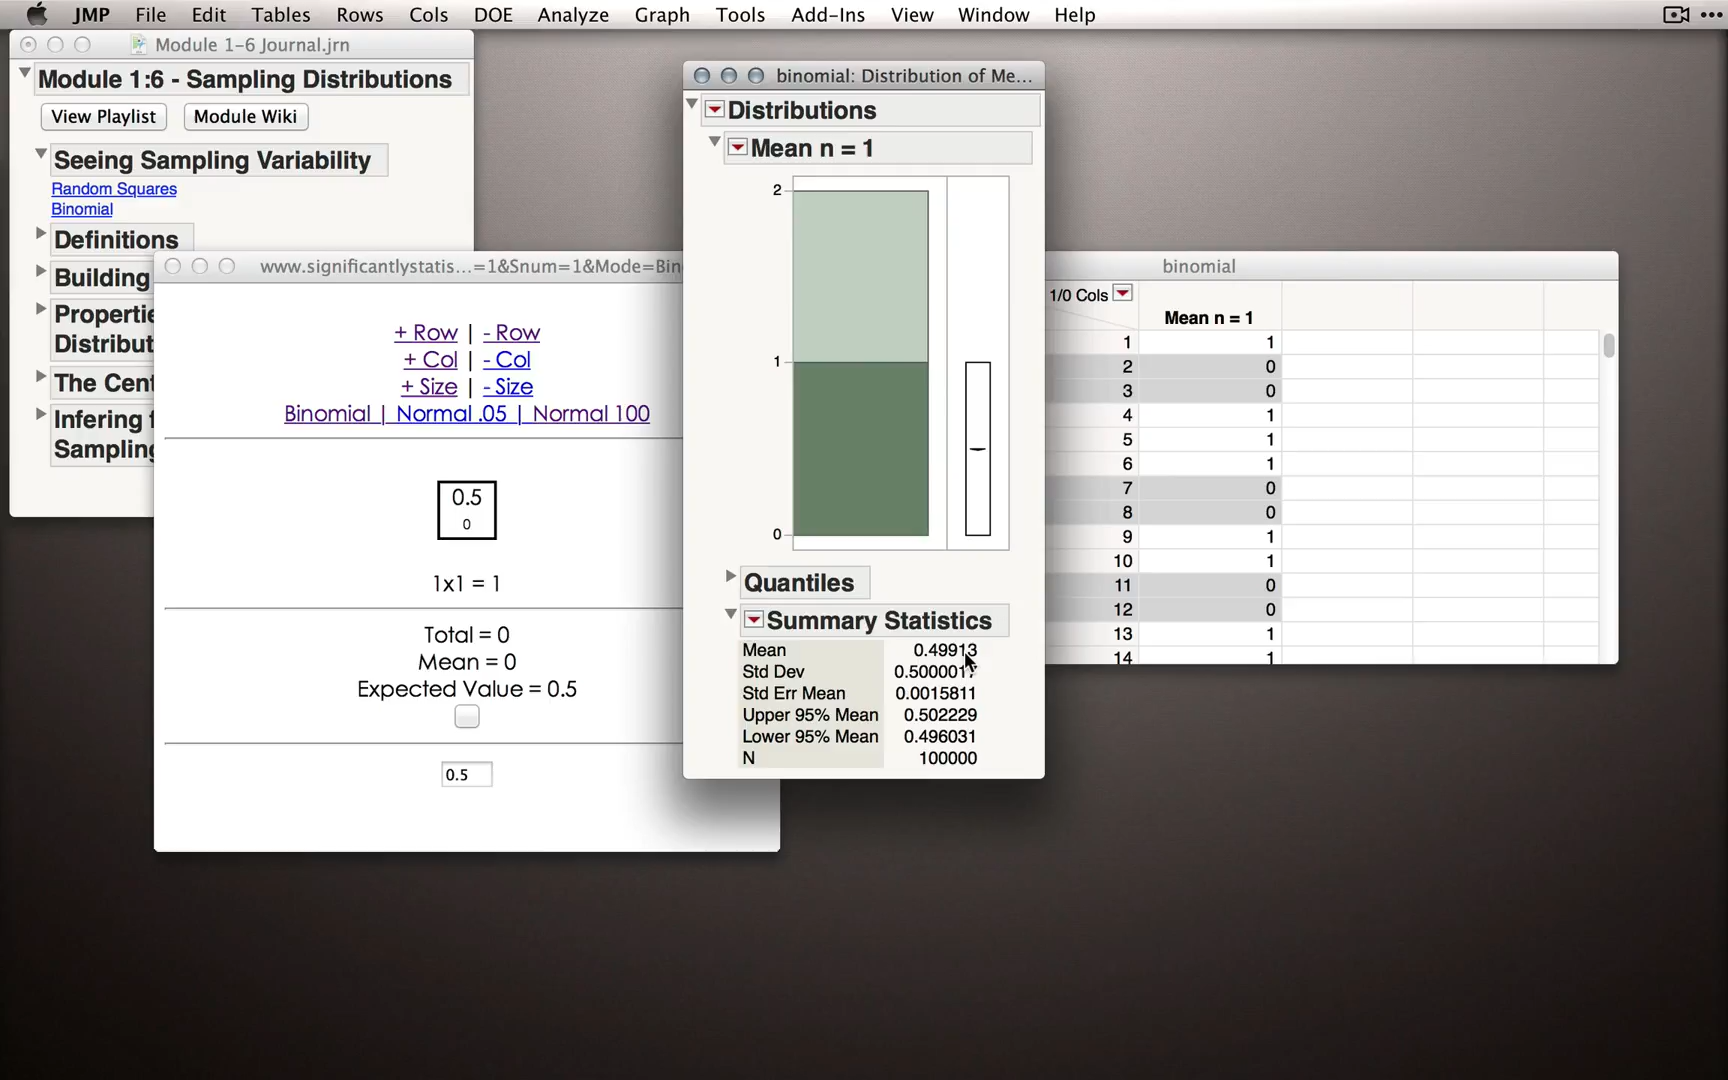 JMP File Edit Tables Rows Cols DOE Analyze Graph Tools Add-Ins View Window Help
Module 1-6 Journal.jrn
Module 1:6 - Sampling Distributions
View Playlist Module Wiki
Seeing Sampling Variability
Random Squares
Binomial
Definitions
Building
Distribut
The Cent
Infering
Sampling
www.significantlystatis...=1&Snum=1&Mode=Bin
+ Row | - Row
+ Col | - Col
+ Size | - Size
Binomial | Normal .05 | Normal 100
0.5
0
1x1 = 1
Total = 0
Mean = 0
Expected Value = 0.5
0.5
binomial: Distribution of Me...
Distributions
Mean n = 1
2
1
0
Quantiles
Summary Statistics
Mean 0.49913
Std Dev 0.5000017
Std Err Mean 0.0015811
Upper 95% Mean 0.502229
Lower 95% Mean 0.496031
N 100000
binomial
1/0 Cols
Mean n = 1
1 1
2 0
3 0
4 1
5 1
6 1
7 0
8 0
9 1
10 1
11 0
12 0
13 1
14 1